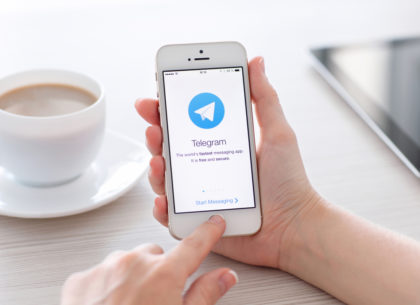 Telegram
The world's fastest messaging app.
It is free and secure.
Start Messaging